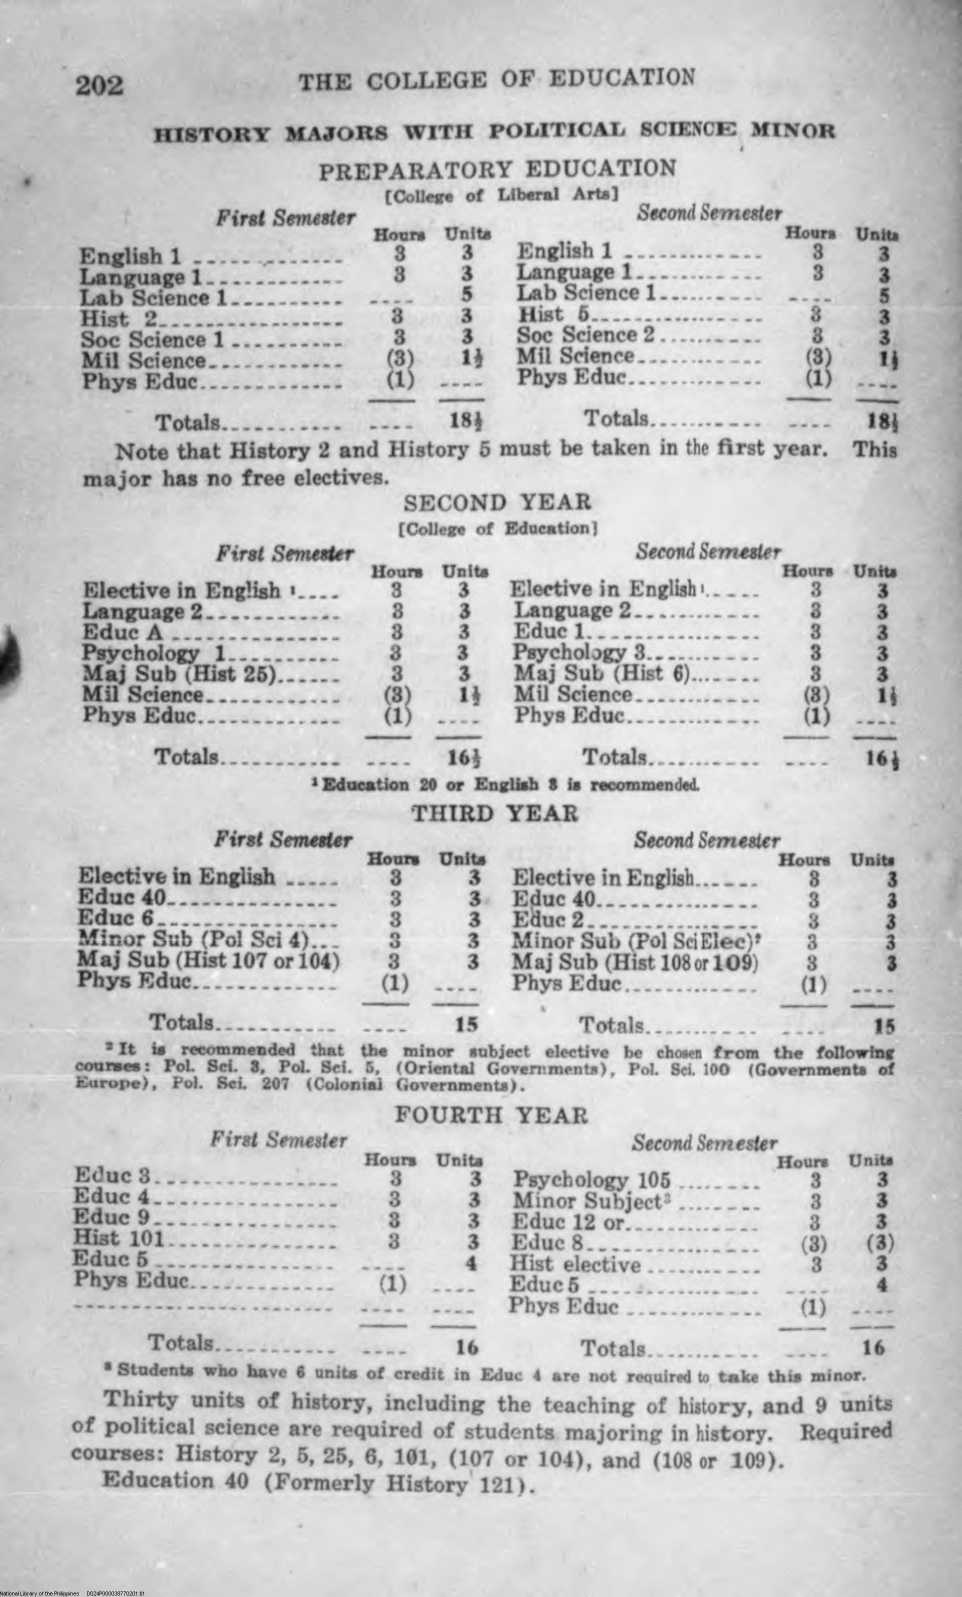 202 THE COLLEGE OF EDUCATION
HISTORY MAJORS WITH POLITICAL SCIENCE MINOR
PREPARATORY EDUCATION
[College of Liberal Arts]
First Semester
Hours Units
English 1 3 3
Language 1 3 3
Lab Science 1 .... 5
Hist 2 3 3
Soc Science 1 3 3
Mil Science (3) 1½
Phys Educ (1) ....
Totals .... 18½
Second Semester
Hours Units
English 1 3 3
Language 1 3 3
Lab Science 1 .... 5
Hist 5 3 3
Soc Science 2 3 3
Mil Science (3) 1½
Phys Educ (1) ....
Totals .... 18½
Note that History 2 and History 5 must be taken in the first year. This
major has no free electives.
SECOND YEAR
[College of Education]
First Semester
Hours Units
Elective in English ¹ 3 3
Language 2 3 3
Educ A 3 3
Psychology 1 3 3
Maj Sub (Hist 25) 3 3
Mil Science (3) 1½
Phys Educ (1) ....
Totals .... 16½
Second Semester
Hours Units
Elective in English ¹ 3 3
Language 2 3 3
Educ 1 3 3
Psychology 3 3 3
Maj Sub (Hist 6) 3 3
Mil Science (3) 1½
Phys Educ (1) ....
Totals .... 16½
¹ Education 20 or English 8 is recommended.
THIRD YEAR
First Semester
Hours Units
Elective in English 3 3
Educ 40 3 3
Educ 6 3 3
Minor Sub (Pol Sci 4) 3 3
Maj Sub (Hist 107 or 104) 3 3
Phys Educ (1) ....
Totals .... 15
Second Semester
Hours Units
Elective in English 3 3
Educ 40 3 3
Educ 2 3 3
Minor Sub (Pol Sci Elec)² 3 3
Maj Sub (Hist 108 or 109) 3 3
Phys Educ (1) ....
Totals .... 15
² It is recommended that the minor subject elective be chosen from the following
courses: Pol. Sci. 3, Pol. Sci. 5, (Oriental Governments), Pol. Sci. 100 (Governments of
Europe), Pol. Sci. 207 (Colonial Governments).
FOURTH YEAR
First Semester
Hours Units
Educ 3 3 3
Educ 4 3 3
Educ 9 3 3
Hist 101 3 3
Educ 5 .... 4
Phys Educ (1) ....
Totals .... 16
Second Semester
Hours Units
Psychology 105 3 3
Minor Subject³ 3 3
Educ 12 or 3 3
Educ 8 (3) (3)
Hist elective 3 3
Educ 5 .... 4
Phys Educ (1) ....
Totals .... 16
³ Students who have 6 units of credit in Educ 4 are not required to take this minor.
Thirty units of history, including the teaching of history, and 9 units
of political science are required of students majoring in history. Required
courses: History 2, 5, 25, 6, 101, (107 or 104), and (108 or 109).
Education 40 (Formerly History 121).
National Library of the Philippines